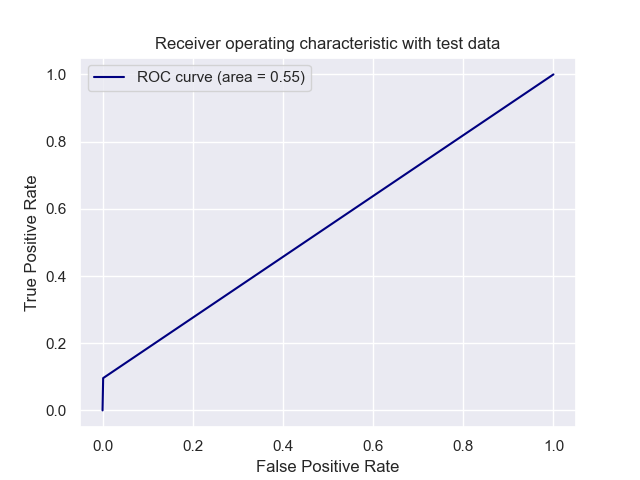 Receiver operating characteristic with test data
ROC curve (area = 0.55)
True Positive Rate
1.0
0.8
0.6
0.4
0.2
0.0
0.0 0.2 0.4 0.6 0.8 1.0
False Positive Rate